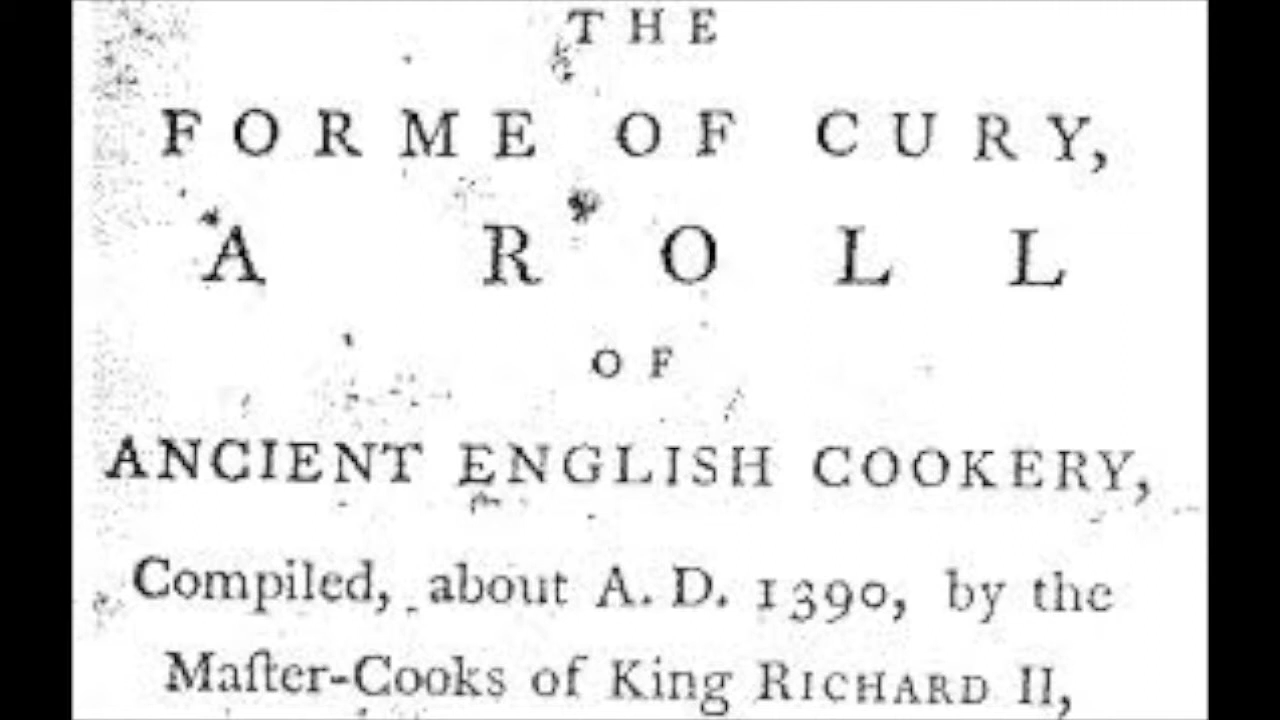 THE
FORME OF CURY,
A ROLL
OF
ANCIENT ENGLISH COOKERY,
Compiled, about A. D. 1390, by the
Maſter-Cooks of King RICHARD II,